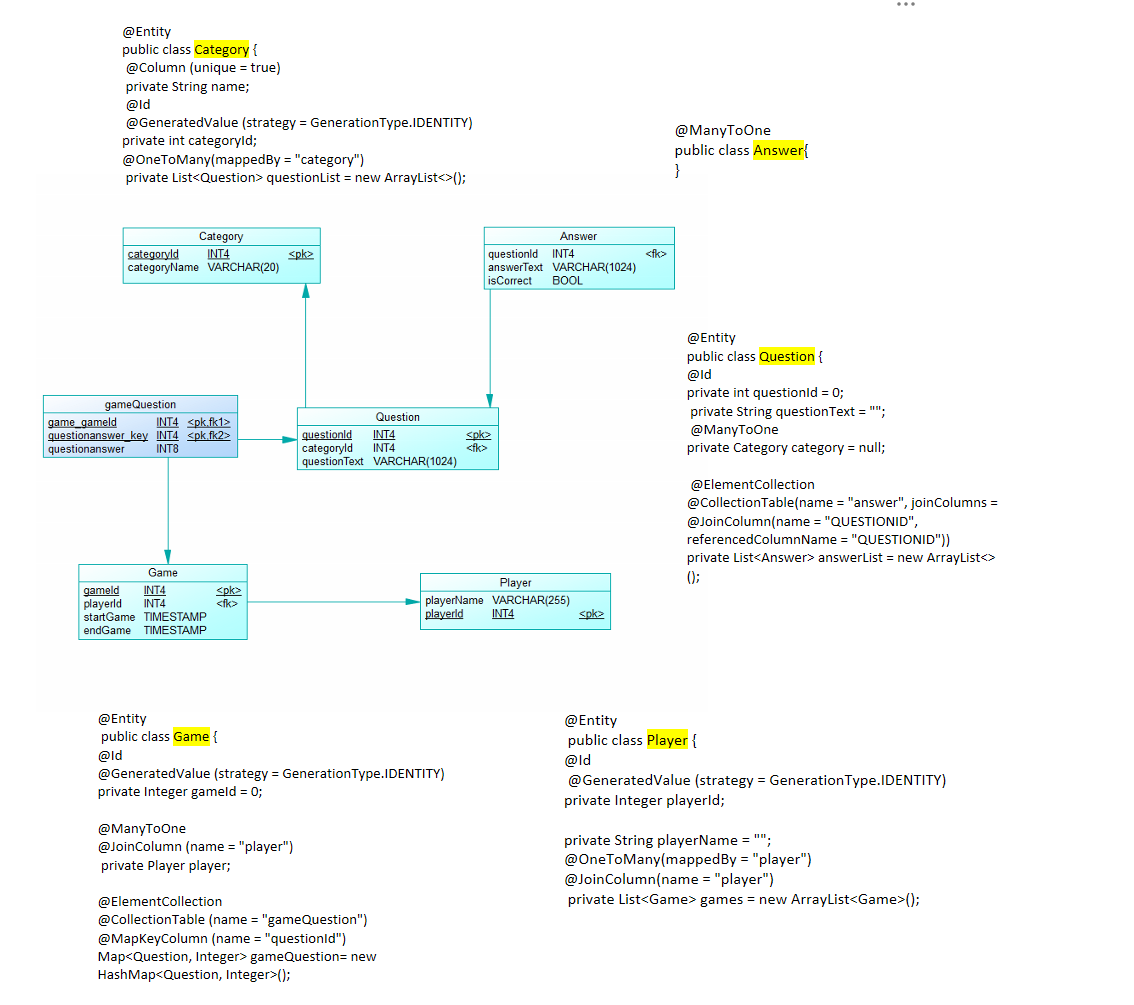 @Entity
public class Category {
@Column (unique = true)
private String name;
@Id
@GeneratedValue (strategy = GenerationType.IDENTITY)
private int categoryId;
@OneToMany(mappedBy = "category")
private List<Question> questionList = new ArrayList<>();
@ManyToOne
public class Answer{
}
Category
categoryId INT4 <pk>
categoryName VARCHAR(20)
Answer
questionId INT4 <fk>
answerText VARCHAR(1024)
isCorrect BOOL
@Entity
public class Question {
@Id
private int questionId = 0;
private String questionText = "";
@ManyToOne
private Category category = null;
@ElementCollection
@CollectionTable(name = "answer", joinColumns =
@JoinColumn(name = "QUESTIONID",
referencedColumnName = "QUESTIONID"))
private List<Answer> answerList = new ArrayList<>
();
gameQuestion
game_gameId INT4 <pk,fk1>
questionanswer_key INT4 <pk,fk2>
questionanswer INT8
Question
questionId INT4 <pk>
categoryId INT4 <fk>
questionText VARCHAR(1024)
Game
gameId INT4 <pk>
playerId INT4 <fk>
startGame TIMESTAMP
endGame TIMESTAMP
Player
playerName VARCHAR(255)
playerId INT4 <pk>
@Entity
public class Game {
@Id
@GeneratedValue (strategy = GenerationType.IDENTITY)
private Integer gameId = 0;
@ManyToOne
@JoinColumn (name = "player")
private Player player;
@ElementCollection
@CollectionTable (name = "gameQuestion")
@MapKeyColumn (name = "questionId")
Map<Question, Integer> gameQuestion= new
HashMap<Question, Integer>();
@Entity
public class Player {
@Id
@GeneratedValue (strategy = GenerationType.IDENTITY)
private Integer playerId;
private String playerName = "";
@OneToMany(mappedBy = "player")
@JoinColumn(name = "player")
private List<Game> games = new ArrayList<Game>();